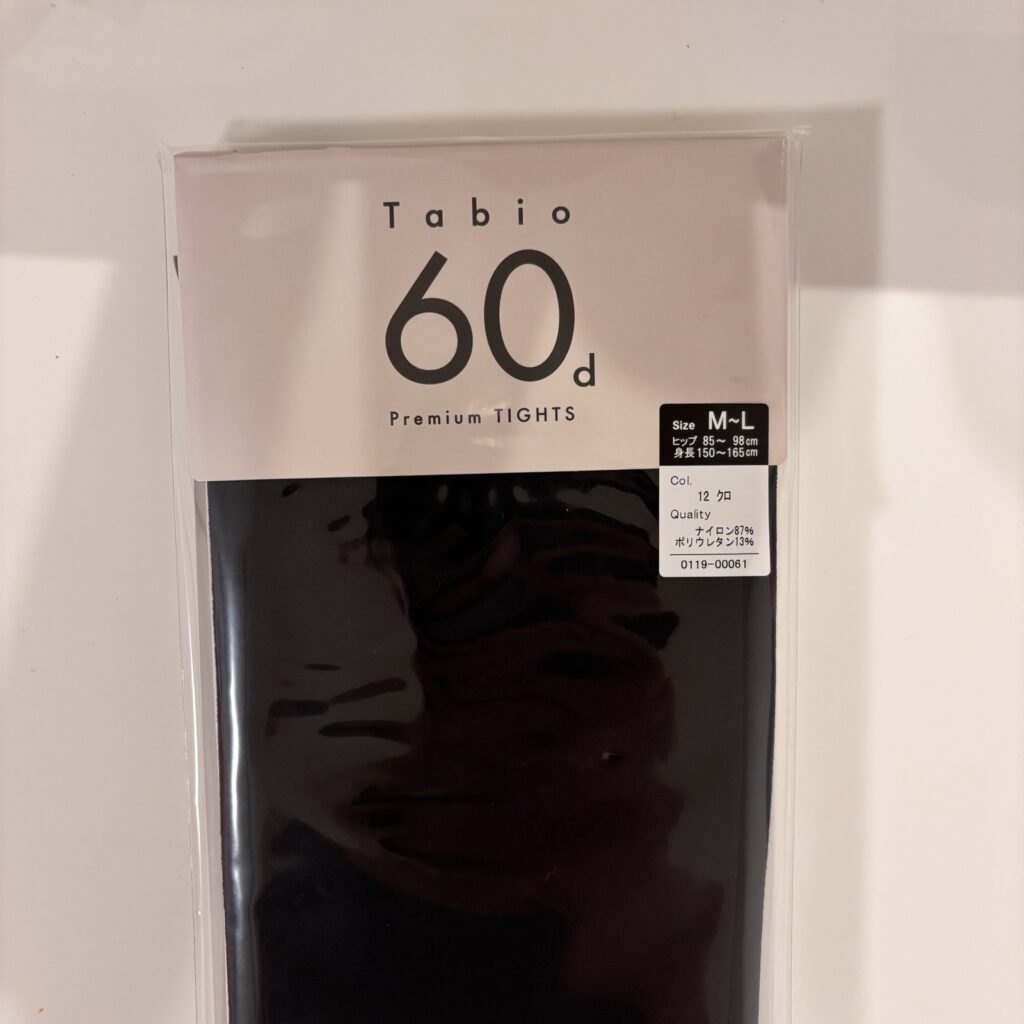 Tabio
60d
Premium TIGHTS
Size M~L
ヒップ 85～ 98cm
身長150～165cm
Col.
12 クロ
Quality
ナイロン87%
ポリウレタン13%
0119-00061